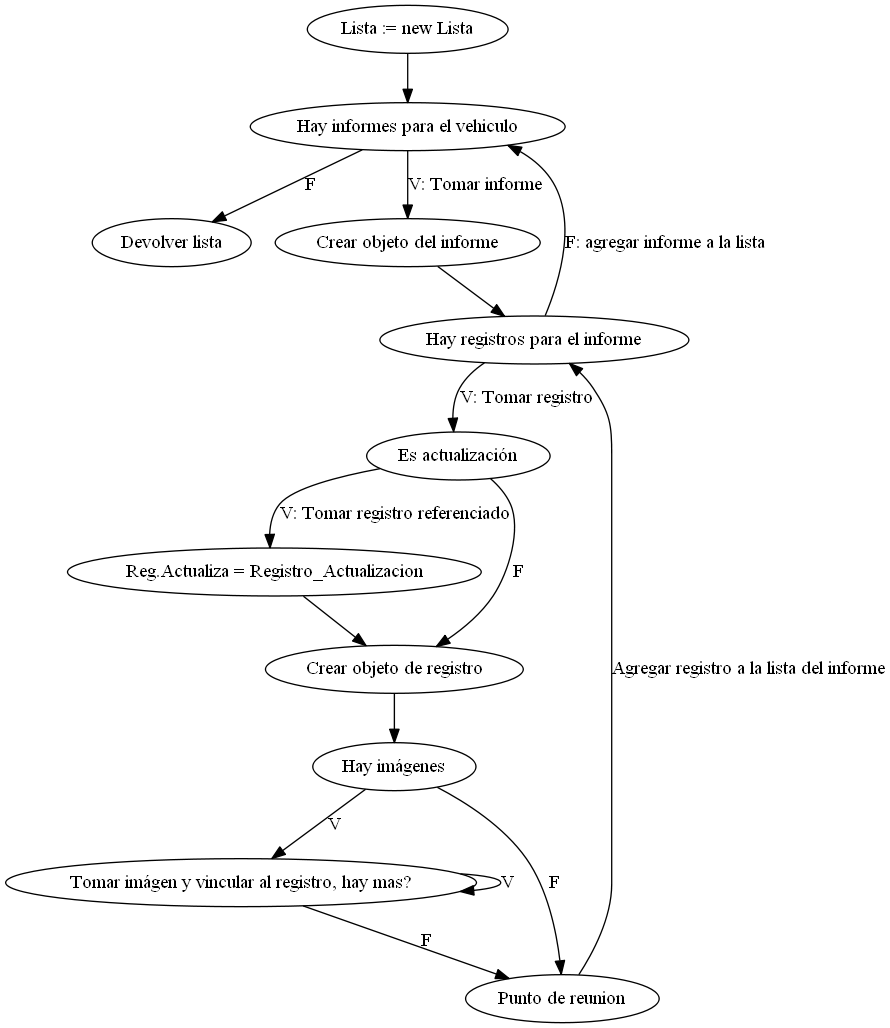 Lista := new Lista
Hay informes para el vehiculo
F
V: Tomar informe
Devolver lista
Crear objeto del informe
F: agregar informe a la lista
Hay registros para el informe
V: Tomar registro
Es actualización
V: Tomar registro referenciado
Reg.Actualiza = Registro_Actualizacion
F
Crear objeto de registro
Agregar registro a la lista del informe
Hay imágenes
V
Tomar imágen y vincular al registro, hay mas?
V
F
F
Punto de reunion